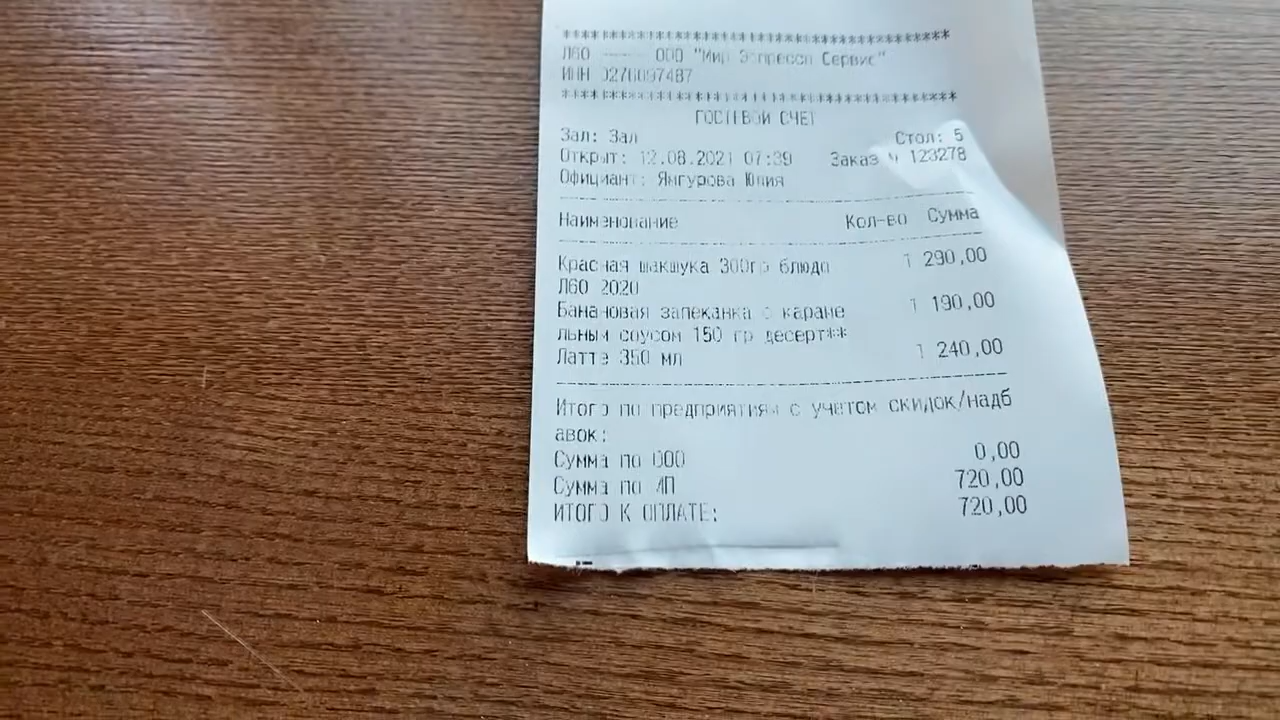 ****************************************
Л60 ----- ООО "Мир Эспрессо Сервис"
ИНН 0276097487
****************************************
ГОСТЕВОЙ СЧЕТ
Зал: Зал Стол: 5
Открыт: 12.08.2021 07:39 Заказ № 123278
Официант: Янгурова Юлия
Наименование Кол-во Сумма
Красная шакшука 300гр блюдо 1 290,00
Л60 2020
Банановая запеканка с караме 1 190,00
льным соусом 150 гр десерт**
Латте 350 мл 1 240,00
Итого по предприятиям с учетом скидок/надб
авок:
Сумма по ООО 0,00
Сумма по ИП 720,00
ИТОГО К ОПЛАТЕ: 720,00